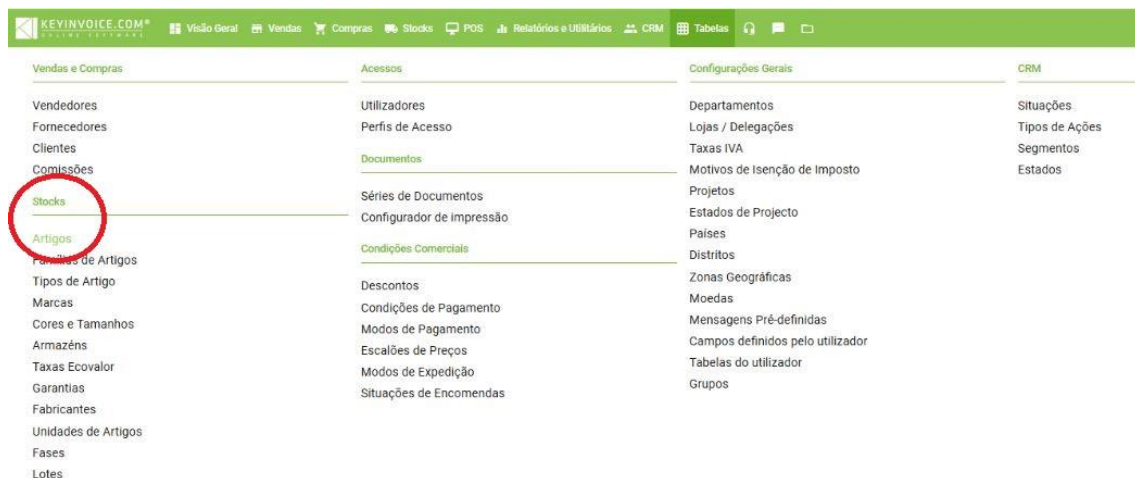 KEYINVOICE.COM®
ONLINE SOFTWARE
Visão Geral Vendas Compras Stocks POS Relatórios e Utilitários CRM Tabelas
Vendas e Compras
Vendedores
Fornecedores
Clientes
Comissões
Stocks
Artigos
Famílias de Artigos
Tipos de Artigo
Marcas
Cores e Tamanhos
Armazéns
Taxas Ecovalor
Garantias
Fabricantes
Unidades de Artigos
Fases
Lotes
Acessos
Utilizadores
Perfis de Acesso
Documentos
Séries de Documentos
Configurador de impressão
Condições Comerciais
Descontos
Condições de Pagamento
Modos de Pagamento
Escalões de Preços
Modos de Expedição
Situações de Encomendas
Configurações Gerais
Departamentos
Lojas / Delegações
Taxas IVA
Motivos de Isenção de Imposto
Projetos
Estados de Projecto
Países
Distritos
Zonas Geográficas
Moedas
Mensagens Pré-definidas
Campos definidos pelo utilizador
Tabelas do utilizador
Grupos
CRM
Situações
Tipos de Ações
Segmentos
Estados